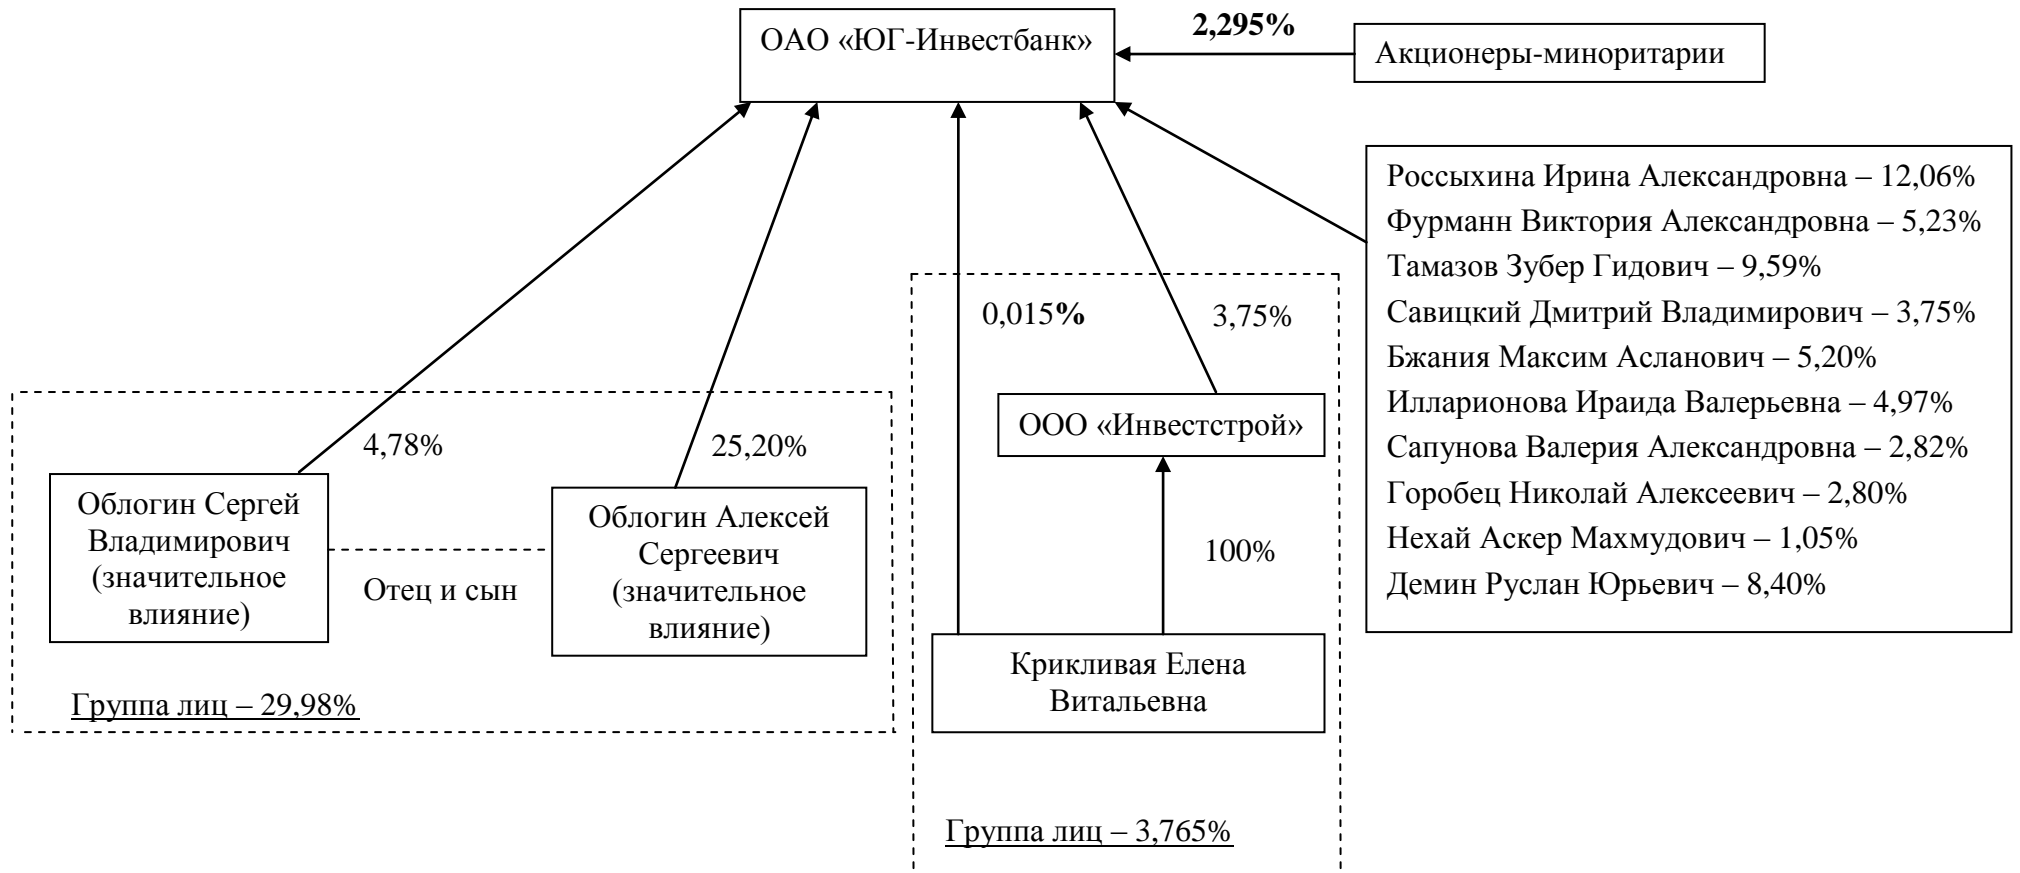 ОАО «ЮГ-Инвестбанк»
2,295%
Акционеры-миноритарии
Россыхина Ирина Александровна – 12,06%
Фурманн Виктория Александровна – 5,23%
Тамазов Зубер Гидович – 9,59%
Савицкий Дмитрий Владимирович – 3,75%
Бжания Максим Асланович – 5,20%
Илларионова Ираида Валерьевна – 4,97%
Сапунова Валерия Александровна – 2,82%
Горобец Николай Алексеевич – 2,80%
Нехай Аскер Махмудович – 1,05%
Демин Руслан Юрьевич – 8,40%
0,015%
3,75%
ООО «Инвестстрой»
100%
Крикливая Елена
Витальевна
Группа лиц – 3,765%
4,78%
25,20%
Облогин Сергей
Владимирович
(значительное
влияние)
Отец и сын
Облогин Алексей
Сергеевич
(значительное
влияние)
Группа лиц – 29,98%